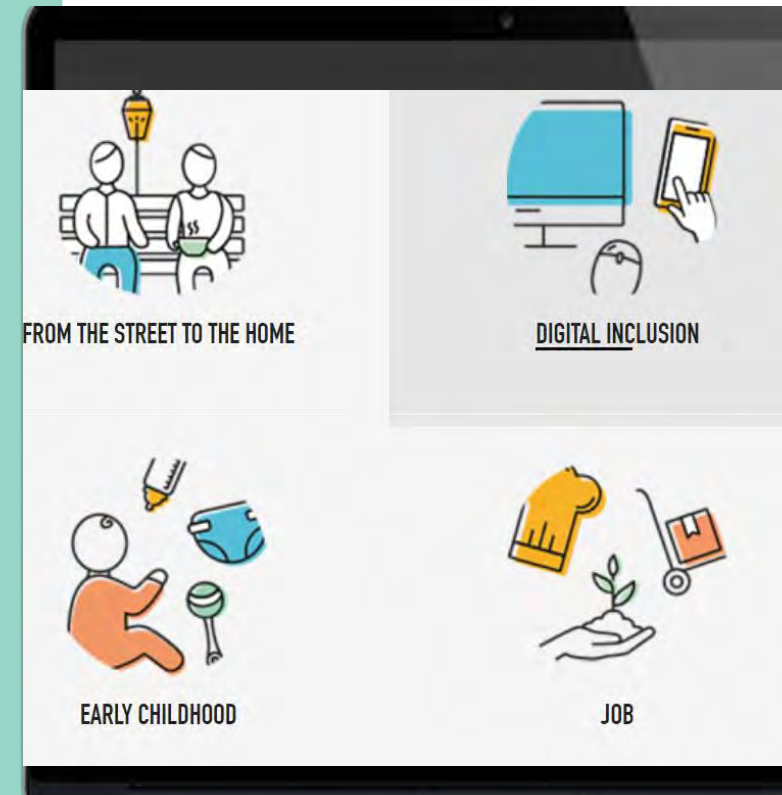 FROM THE STREET TO THE HOME
DIGITAL INCLUSION
EARLY CHILDHOOD
JOB